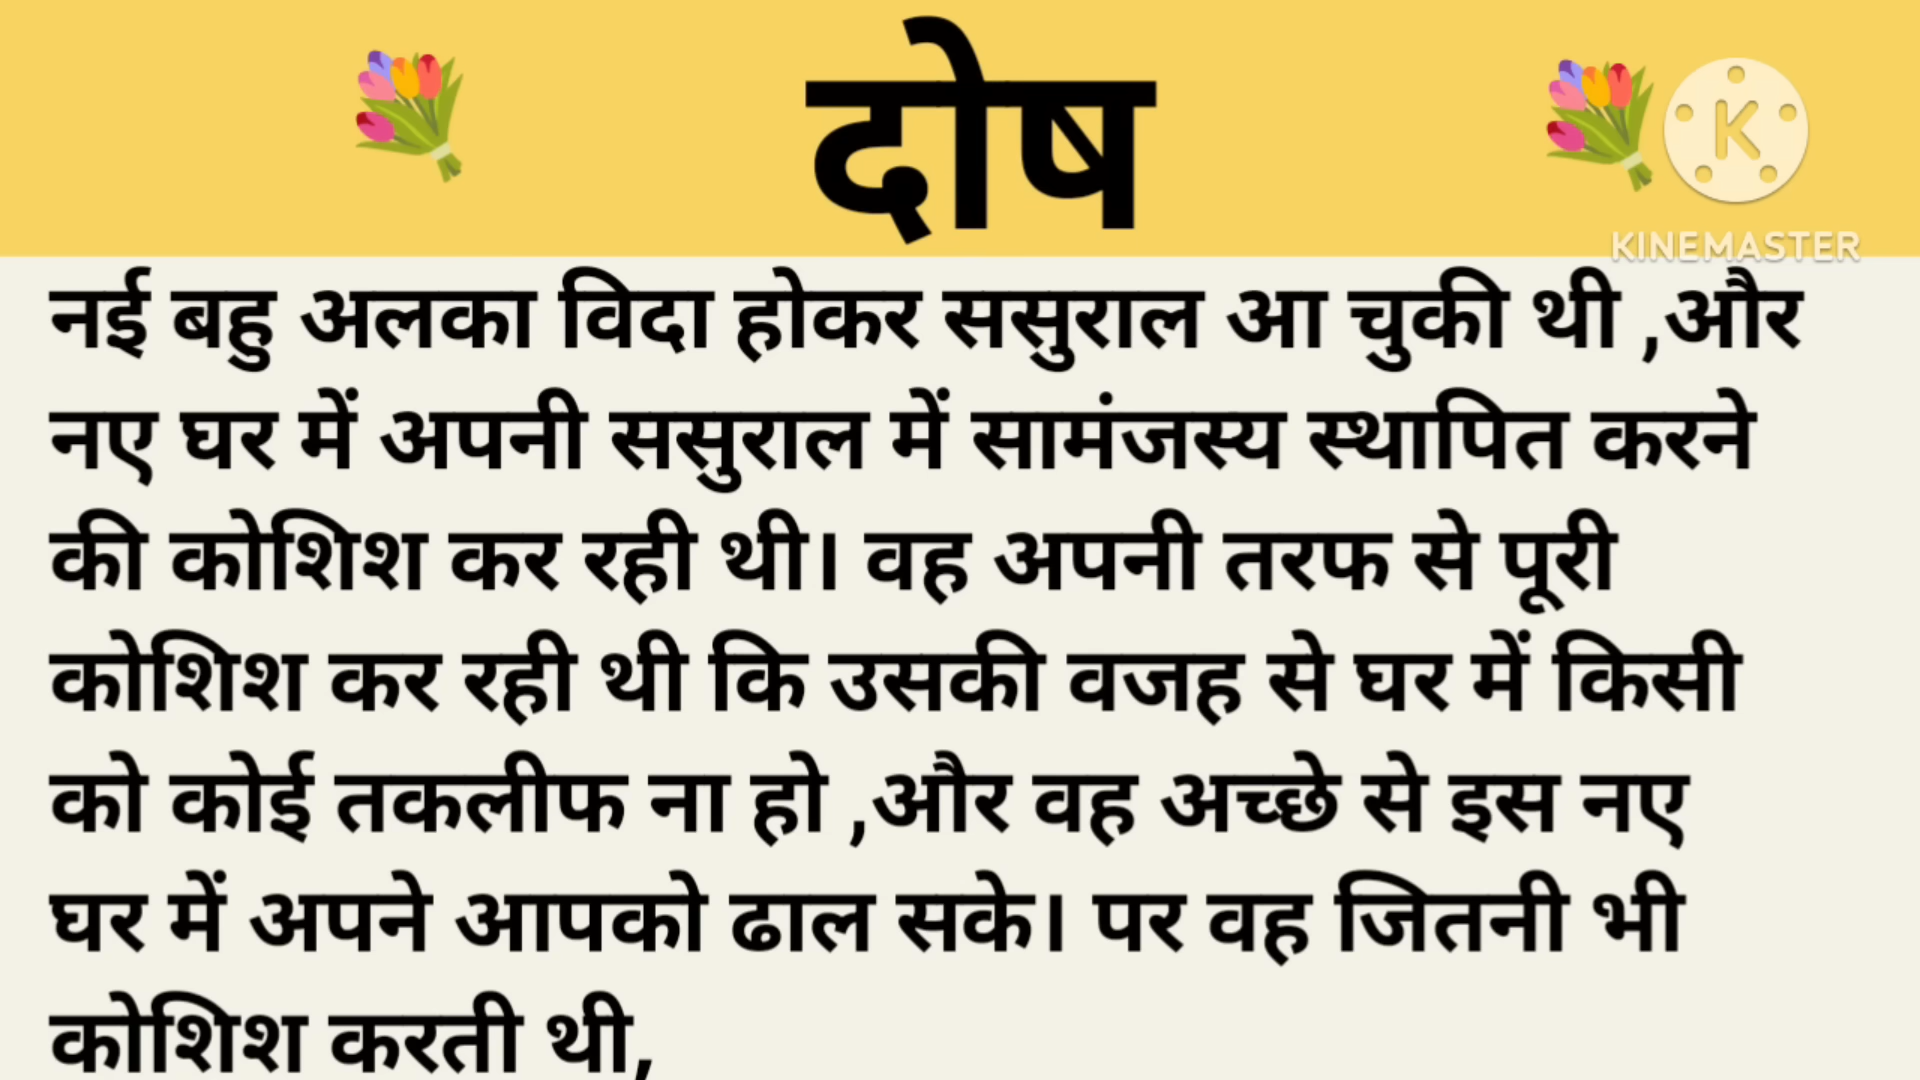 दोष
K
KINEMASTER
नई बहु अलका विदा होकर ससुराल आ चुकी थी ,और
नए घर में अपनी ससुराल में सामंजस्य स्थापित करने
की कोशिश कर रही थी। वह अपनी तरफ से पूरी
कोशिश कर रही थी कि उसकी वजह से घर में किसी
को कोई तकलीफ ना हो ,और वह अच्छे से इस नए
घर में अपने आपको ढाल सके। पर वह जितनी भी
कोशिश करती थी,